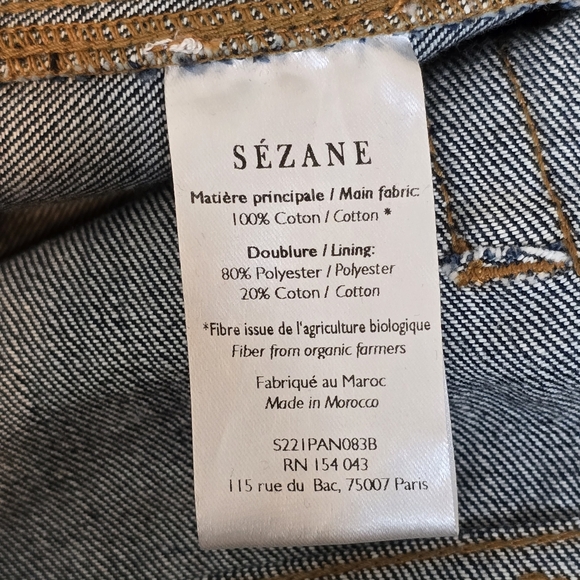 SÉZANE
Matière principale / Main fabric:
100% Coton / Cotton *
Doublure / Lining:
80% Polyester / Polyester
20% Coton / Cotton
*Fibre issue de l'agriculture biologique
Fiber from organic farmers
Fabriqué au Maroc
Made in Morocco
S221PAN083B
RN 154 043
115 rue du Bac, 75007 Paris